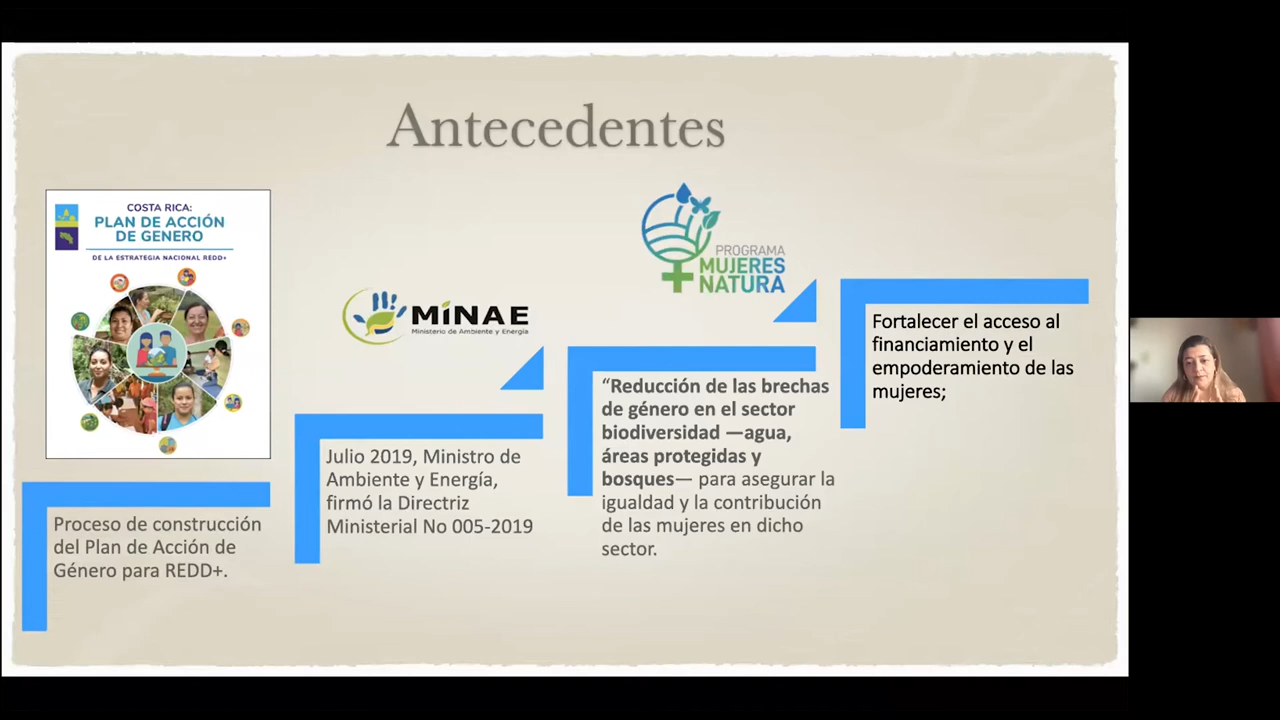 Antecedentes
COSTA RICA:
PLAN DE ACCIÓN
DE GENERO
DE LA ESTRATEGIA NACIONAL REDD+
Proceso de construcción
del Plan de Acción de
Género para REDD+.
MINAE
Ministerio de Ambiente y Energía
Julio 2019, Ministro de
Ambiente y Energía,
firmó la Directriz
Ministerial No 005-2019
PROGRAMA
MUJERES
NATURA
“Reducción de las brechas
de género en el sector
biodiversidad —agua,
áreas protegidas y
bosques— para asegurar la
igualdad y la contribución
de las mujeres en dicho
sector.
Fortalecer el acceso al
financiamiento y el
empoderamiento de las
mujeres;